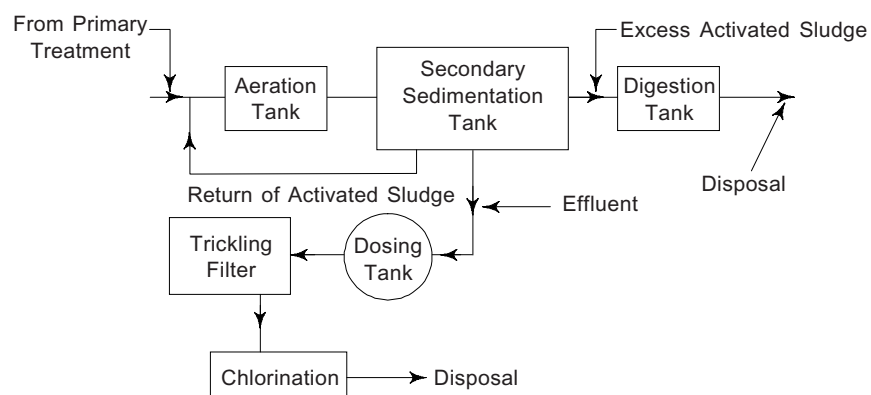 From Primary
Treatment
Excess Activated Sludge
Aeration
Tank
Secondary
Sedimentation
Tank
Digestion
Tank
Disposal
Return of Activated Sludge
Effluent
Trickling
Filter
Dosing
Tank
Chlorination
Disposal